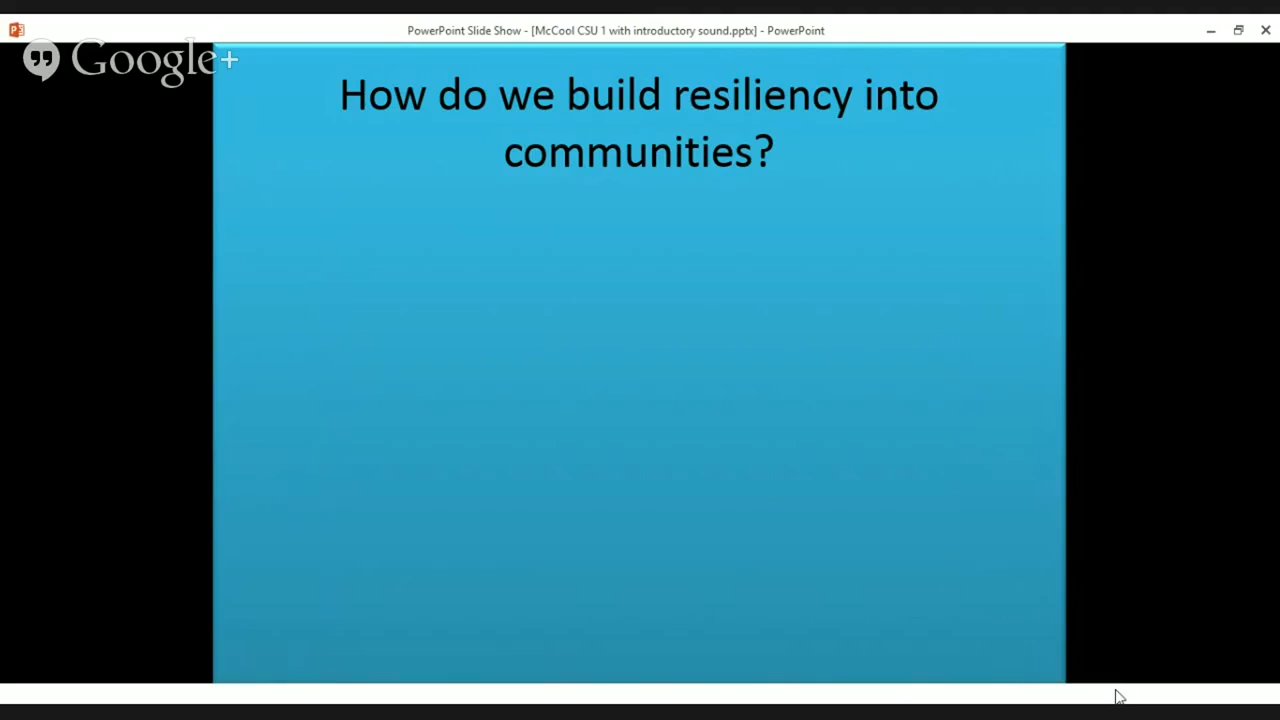 PowerPoint Slide Show - [McCool CSU 1 with introductory sound.pptx] - PowerPoint
Google+
How do we build resiliency into
communities?